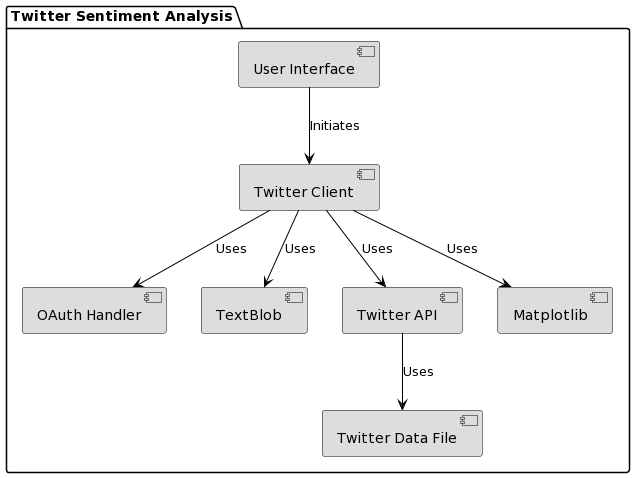 Twitter Sentiment Analysis
User Interface
Initiates
Twitter Client
Uses
Uses
Uses
Uses
OAuth Handler
TextBlob
Twitter API
Matplotlib
Uses
Twitter Data File